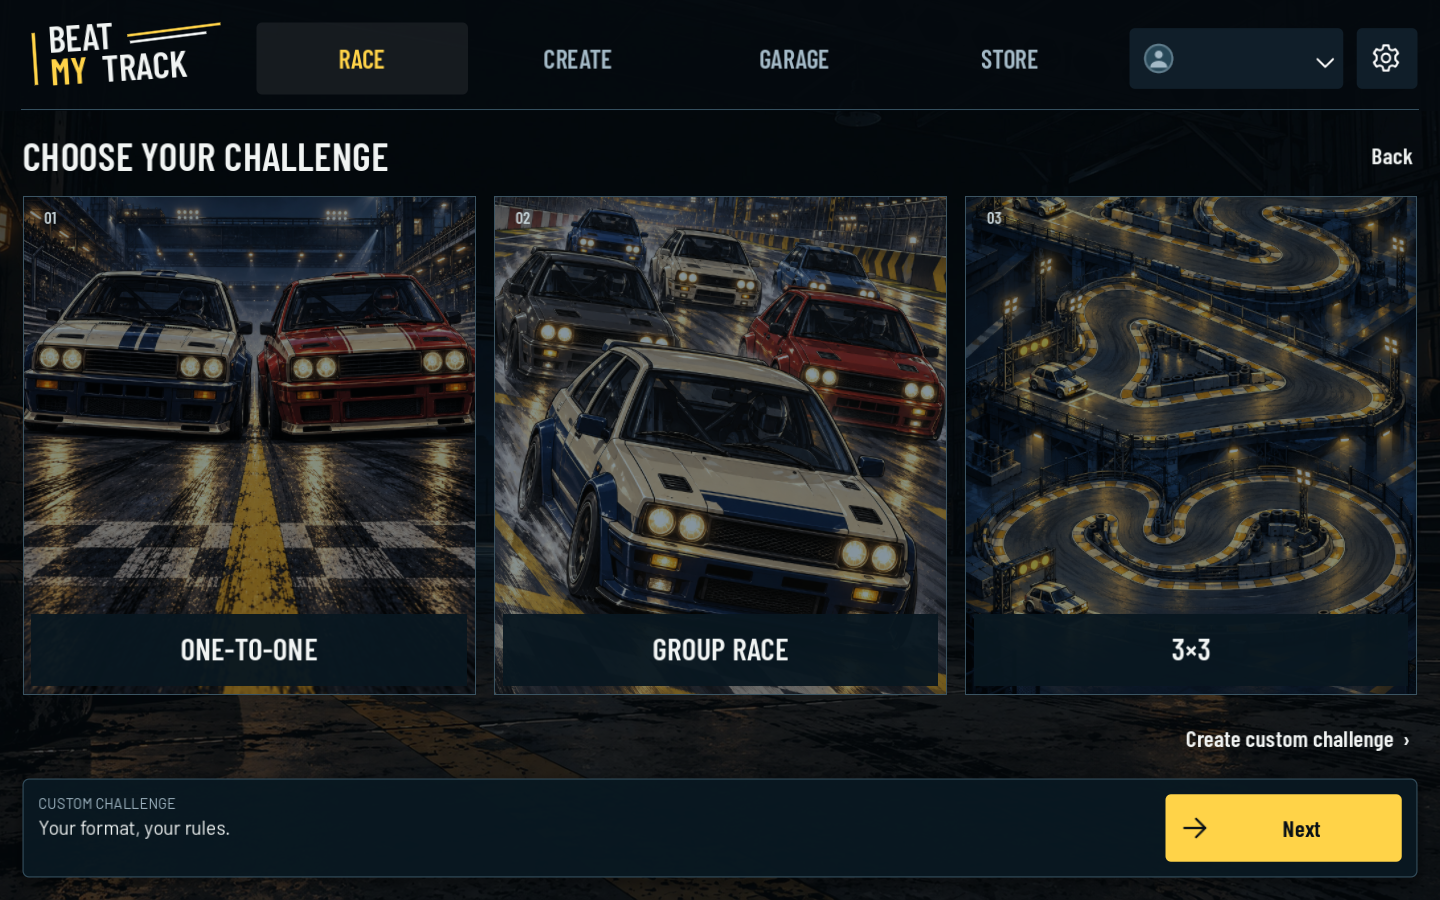 BEAT
MY TRACK
RACE
CREATE
GARAGE
STORE
CHOOSE YOUR CHALLENGE
Back
01
02
03
ONE-TO-ONE
GROUP RACE
3×3
Create custom challenge ›
CUSTOM CHALLENGE
Your format, your rules.
Next